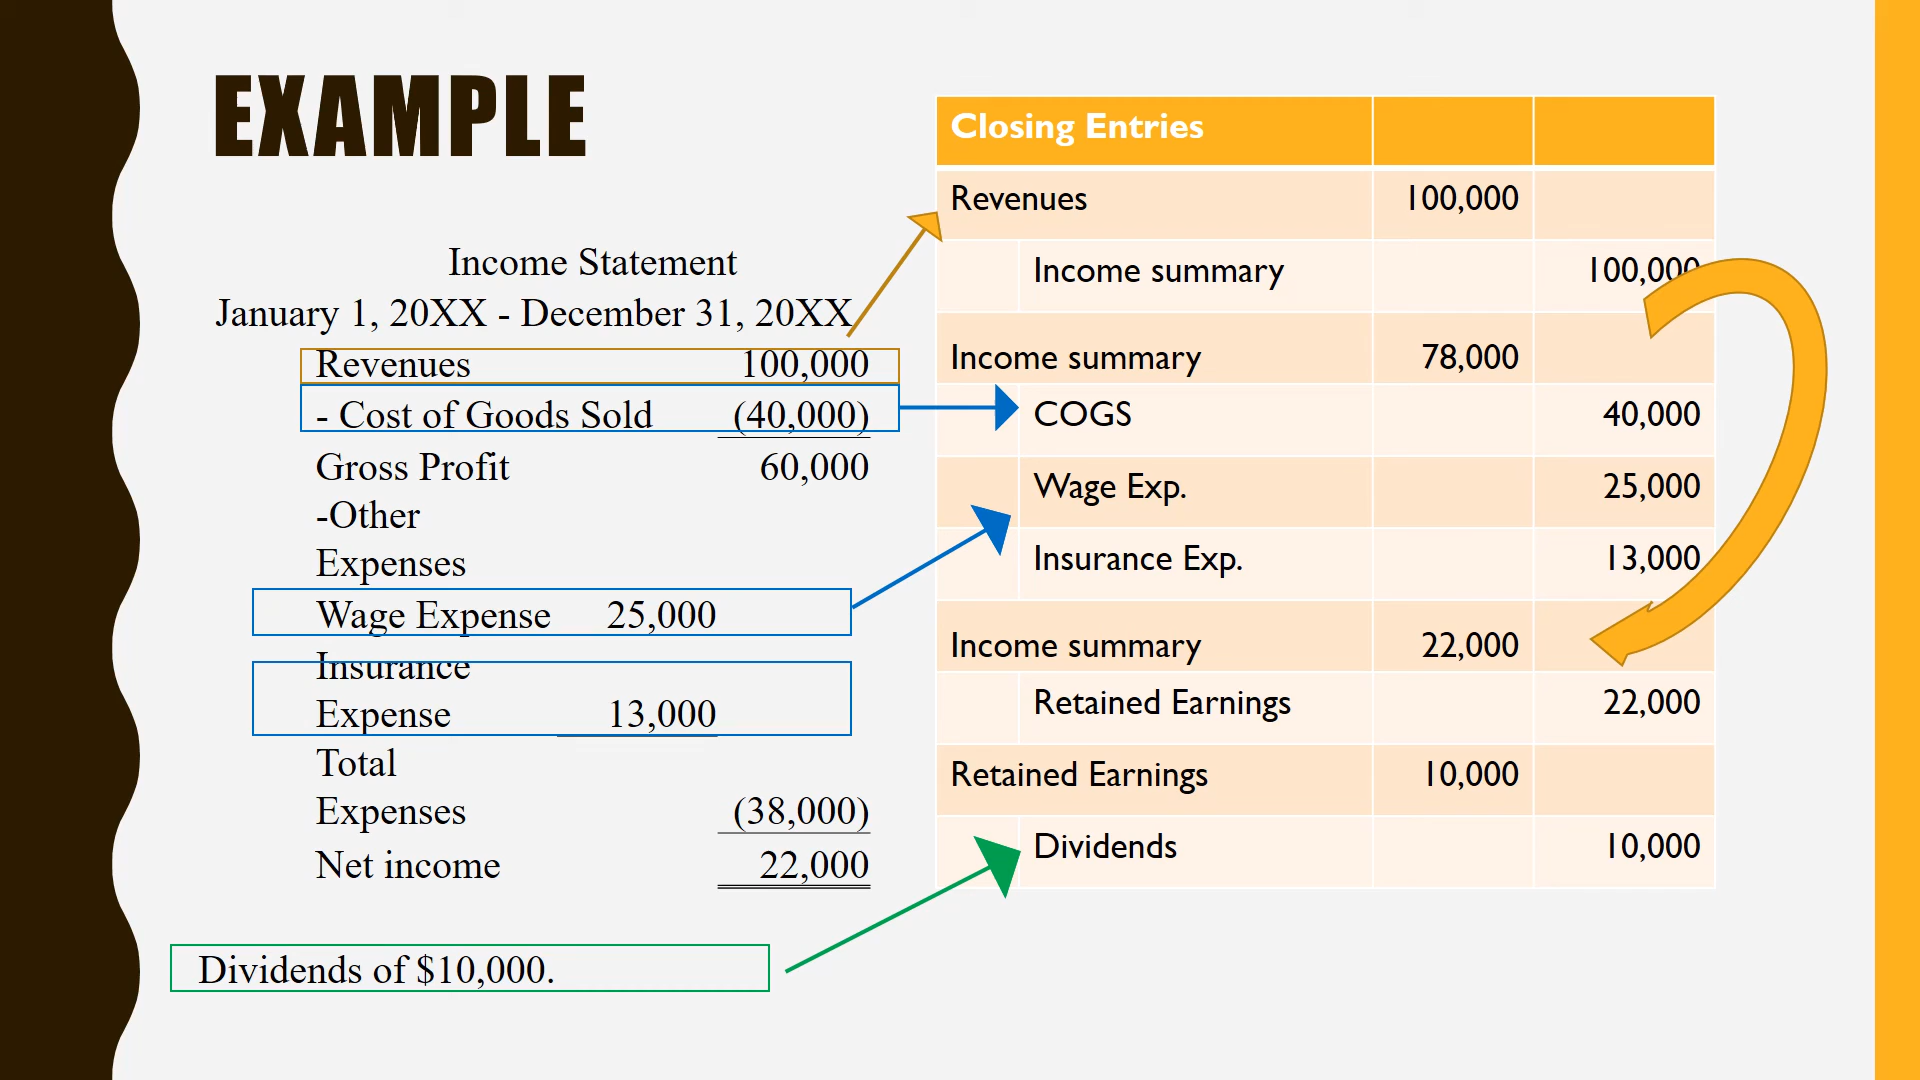 EXAMPLE
Income Statement
January 1, 20XX - December 31, 20XX
Revenues 100,000
- Cost of Goods Sold (40,000)
Gross Profit 60,000
-Other
Expenses
Wage Expense 25,000
Insurance
Expense 13,000
Total
Expenses (38,000)
Net income 22,000
Dividends of $10,000.
Closing Entries
Revenues 100,000
Income summary 100,000
Income summary 78,000
COGS 40,000
Wage Exp. 25,000
Insurance Exp. 13,000
Income summary 22,000
Retained Earnings 22,000
Retained Earnings 10,000
Dividends 10,000